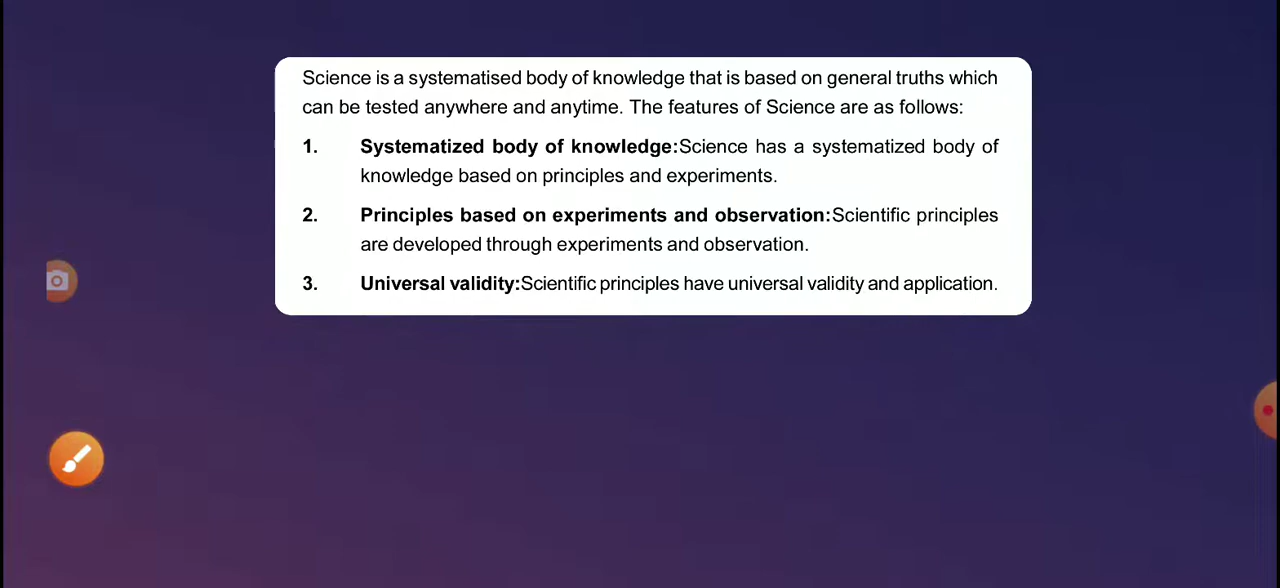 Science is a systematised body of knowledge that is based on general truths which
can be tested anywhere and anytime. The features of Science are as follows:
1. Systematized body of knowledge:Science has a systematized body of
knowledge based on principles and experiments.
2. Principles based on experiments and observation:Scientific principles
are developed through experiments and observation.
3. Universal validity:Scientific principles have universal validity and application.